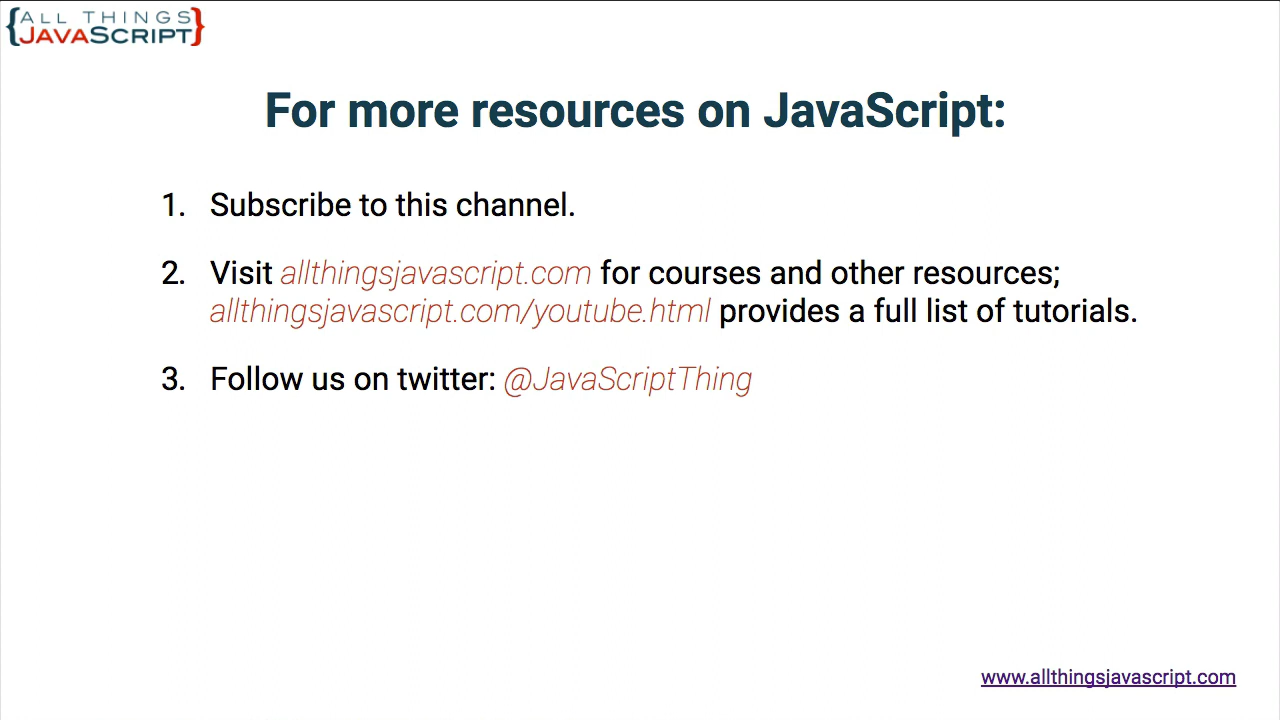 {ALL THINGS
JAVASCRIPT}
For more resources on JavaScript:
1. Subscribe to this channel.
2. Visit allthingsjavascript.com for courses and other resources;
allthingsjavascript.com/youtube.html provides a full list of tutorials.
3. Follow us on twitter: @JavaScriptThing
www.allthingsjavascript.com